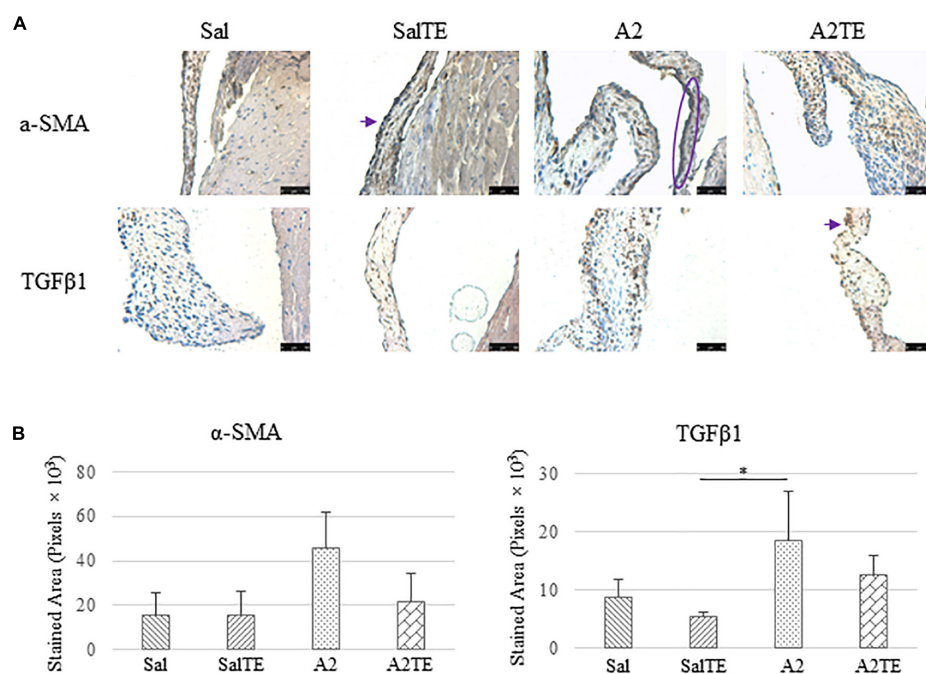 A
Sal SalTE A2 A2TE
a-SMA
TGFβ1
B
α-SMA
Stained Area (Pixels × 10³)
80
60
40
20
0
Sal SalTE A2 A2TE
TGFβ1
Stained Area (Pixels × 10³)
30
20
10
0
*
Sal SalTE A2 A2TE